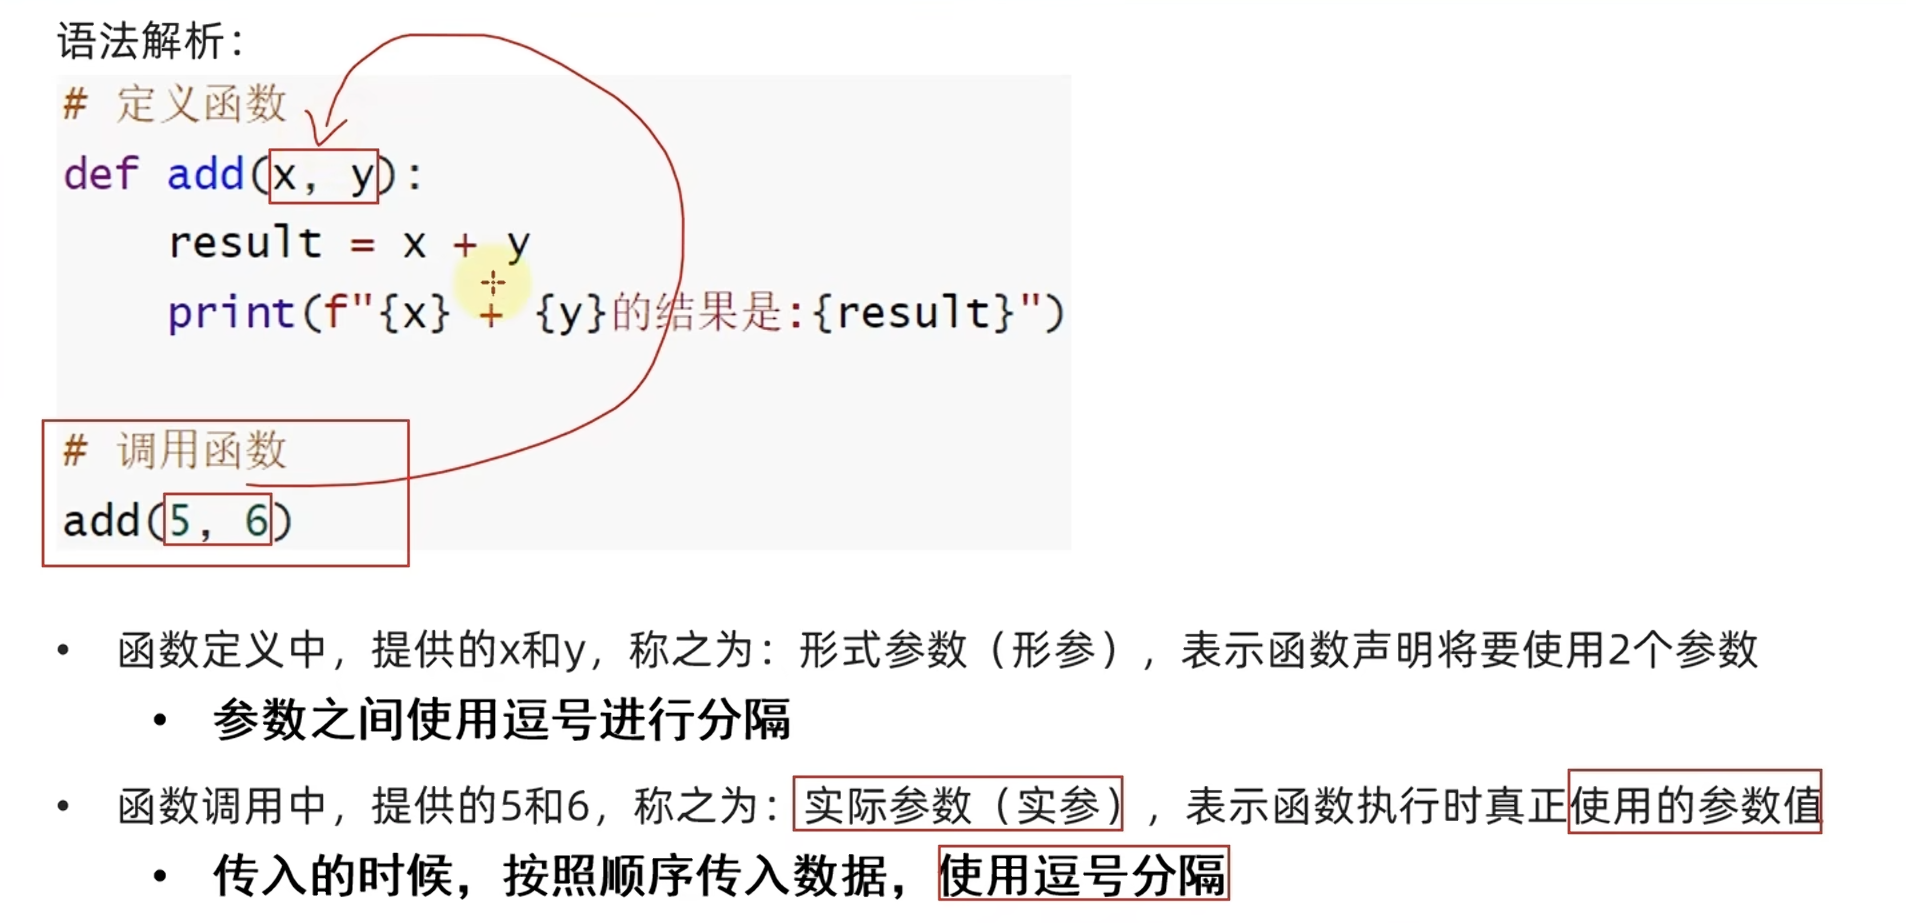 语法解析：
# 定义函数
def add(x, y):
    result = x + y
    print(f"{x} + {y}的结果是:{result}")
# 调用函数
add(5, 6)
• 函数定义中，提供的x和y，称之为：形式参数（形参），表示函数声明将要使用2个参数
• 参数之间使用逗号进行分隔
• 函数调用中，提供的5和6，称之为：实际参数（实参），表示函数执行时真正使用的参数值
• 传入的时候，按照顺序传入数据，使用逗号分隔